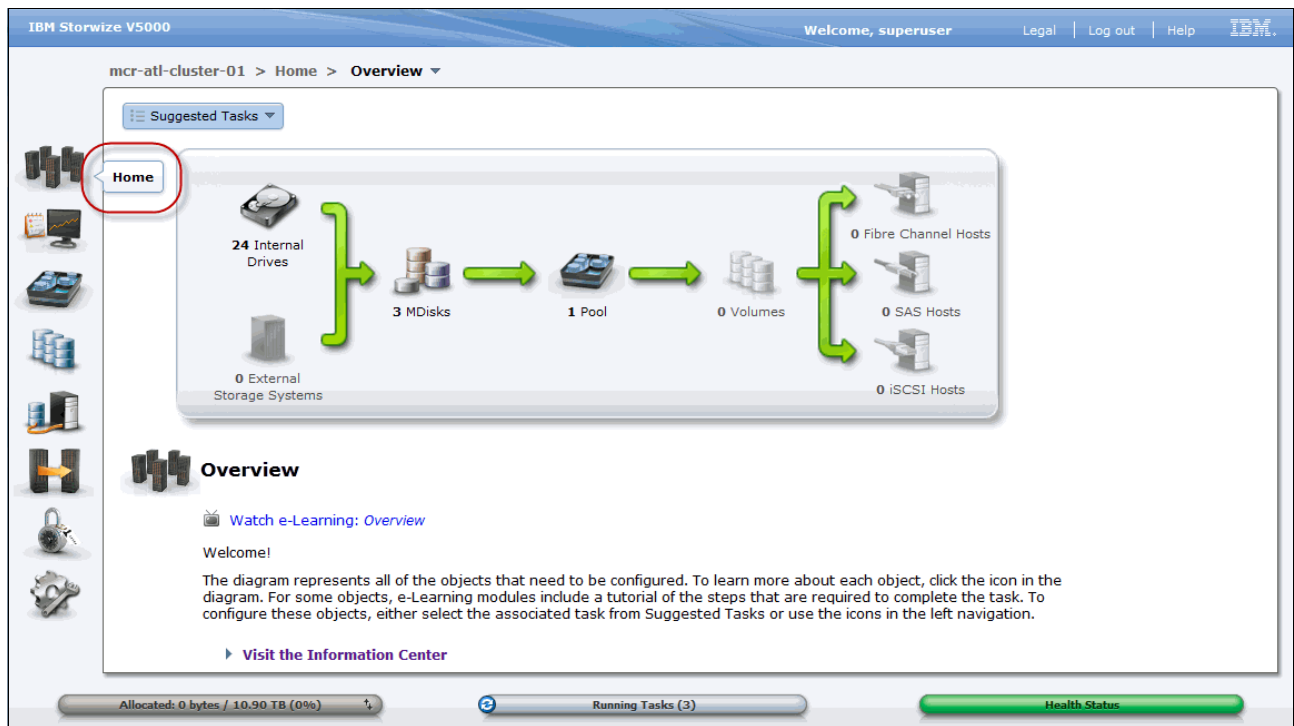 IBM Storwize V5000
Welcome, superuser
Legal | Log out | Help
IBM.
mcr-atl-cluster-01 > Home > Overview
Suggested Tasks
Home
24 Internal
Drives
0 External
Storage Systems
3 MDisks
1 Pool
0 Volumes
0 Fibre Channel Hosts
0 SAS Hosts
0 iSCSI Hosts
Overview
Watch e-Learning: Overview
Welcome!
The diagram represents all of the objects that need to be configured. To learn more about each object, click the icon in the
diagram. For some objects, e-Learning modules include a tutorial of the steps that are required to complete the task. To
configure these objects, either select the associated task from Suggested Tasks or use the icons in the left navigation.
Visit the Information Center
Allocated: 0 bytes / 10.90 TB (0%)
Running Tasks (3)
Health Status